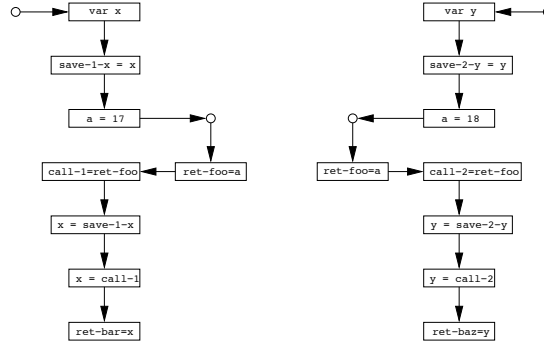 var x
save-1-x = x
a = 17
call-1=ret-foo
ret-foo=a
x = save-1-x
x = call-1
ret-bar=x
var y
save-2-y = y
a = 18
ret-foo=a
call-2=ret-foo
y = save-2-y
y = call-2
ret-baz=y